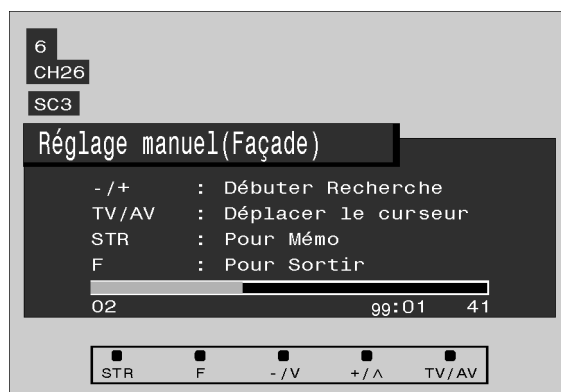 6
CH26
SC3
Réglage manuel(Façade)
-/+ : Débuter Recherche
TV/AV : Déplacer le curseur
STR : Pour Mémo
F : Pour Sortir
02 99:01 41
STR F -/V +/Λ TV/AV